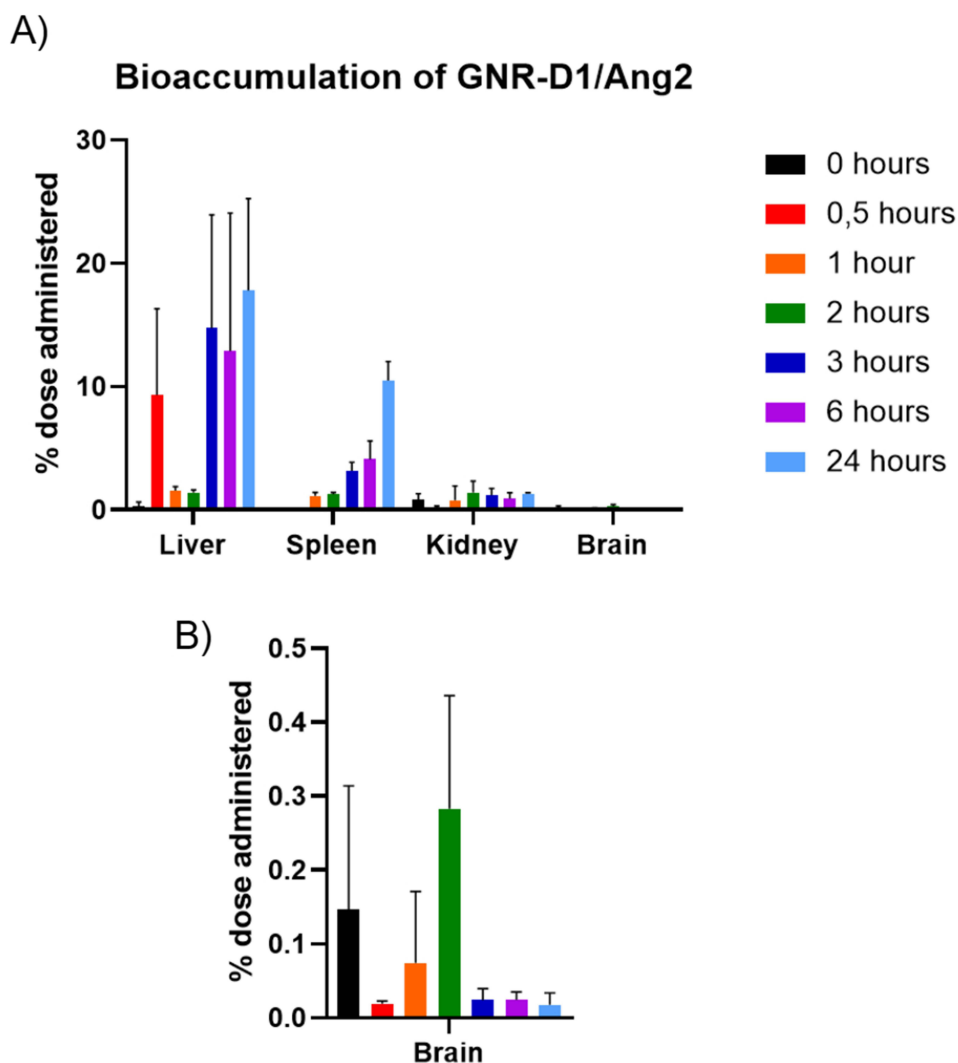 A)
Bioaccumulation of GNR-D1/Ang2
% dose administered
30
20
10
0
Liver
Spleen
Kidney
Brain
0 hours
0,5 hours
1 hour
2 hours
3 hours
6 hours
24 hours
B)
% dose administered
0.5
0.4
0.3
0.2
0.1
0.0
Brain